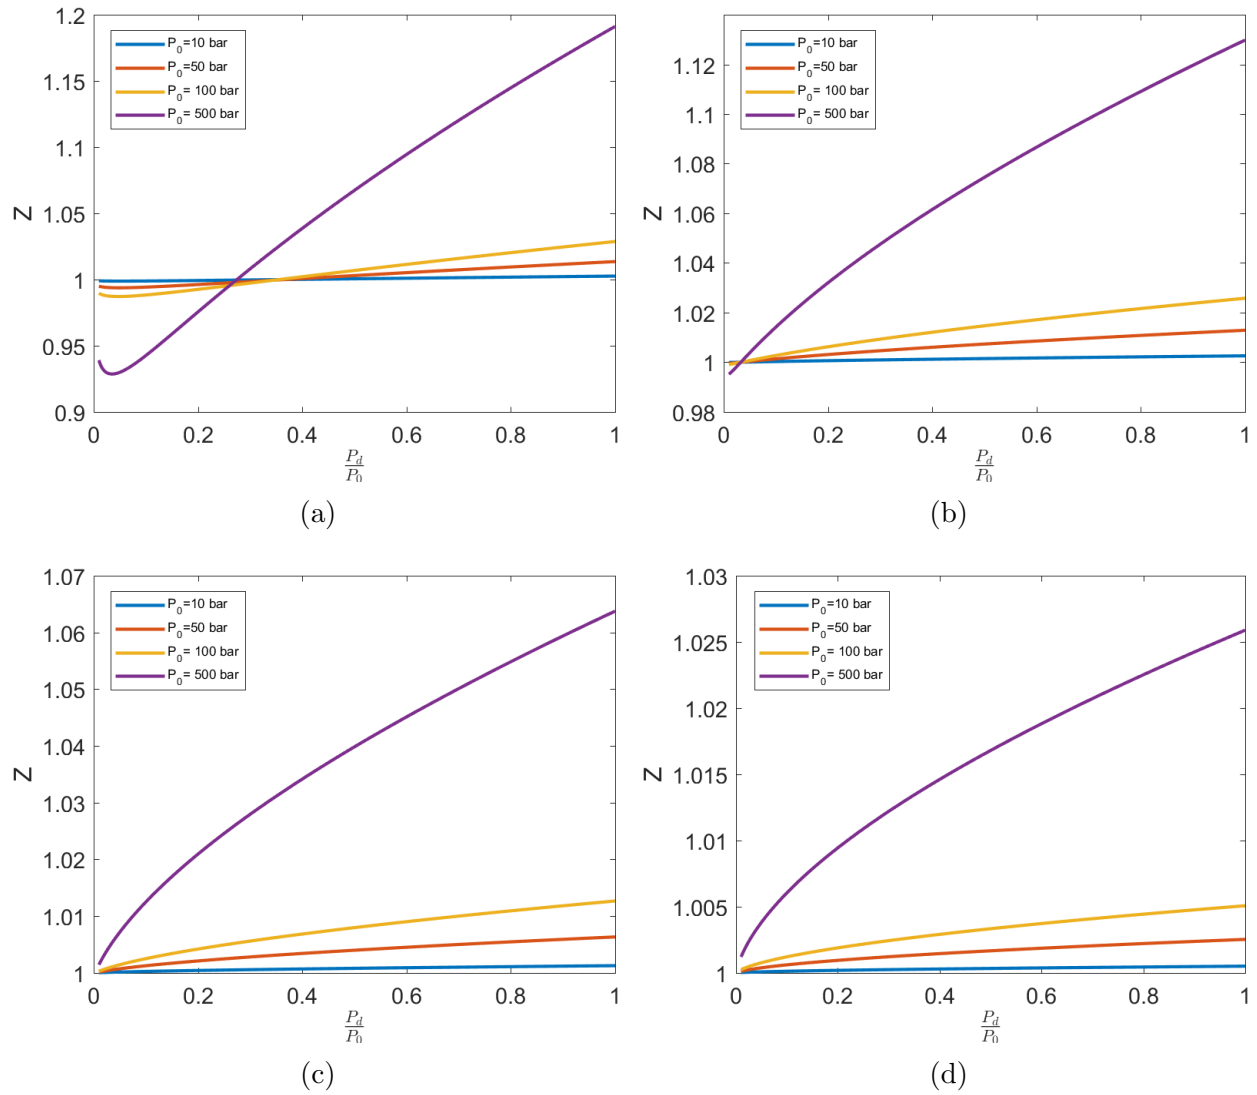 1.2
1.15
1.1
1.05
1
0.95
0.9
Z
P0=10 bar
P0=50 bar
P0= 100 bar
P0= 500 bar
0 0.2 0.4 0.6 0.8 1
Pd
P0
(a)
1.12
1.1
1.08
1.06
1.04
1.02
1
0.98
Z
P0=10 bar
P0=50 bar
P0= 100 bar
P0= 500 bar
0 0.2 0.4 0.6 0.8 1
Pd
P0
(b)
1.07
1.06
1.05
1.04
1.03
1.02
1.01
1
Z
P0=10 bar
P0=50 bar
P0= 100 bar
P0= 500 bar
0 0.2 0.4 0.6 0.8 1
Pd
P0
(c)
1.03
1.025
1.02
1.015
1.01
1.005
1
Z
P0=10 bar
P0=50 bar
P0= 100 bar
P0= 500 bar
0 0.2 0.4 0.6 0.8 1
Pd
P0
(d)